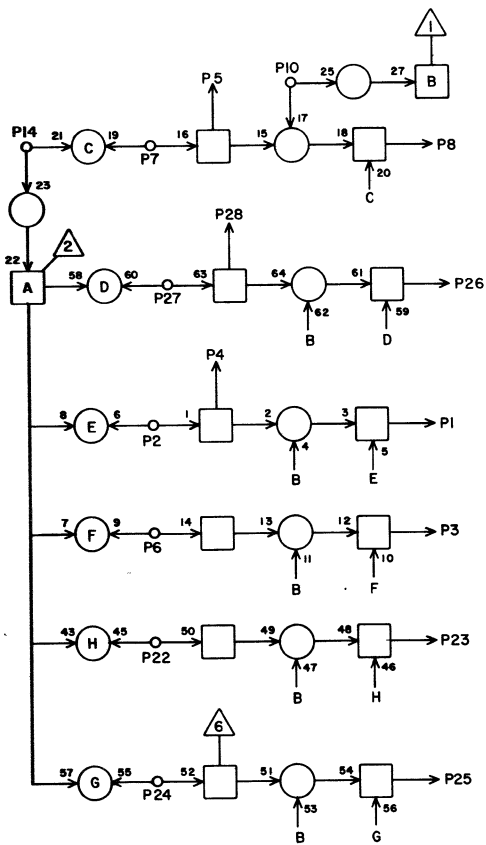 1
P5 P10 25 27 B
P14 21 C 19 P7 16 15 17 18 P8
20
C
23
22 2 P28
A 58 D 60 P27 63 64 61 P26
62 59
B D
P4
8 E 6 P2 1 2 3 P1
4 5
B E
7 F 9 P6 14 13 12 P3
11 10
B F
43 H 45 P22 50 49 48 P23
47 46
B H
6
57 G 55 P24 52 51 54 P25
53 56
B G